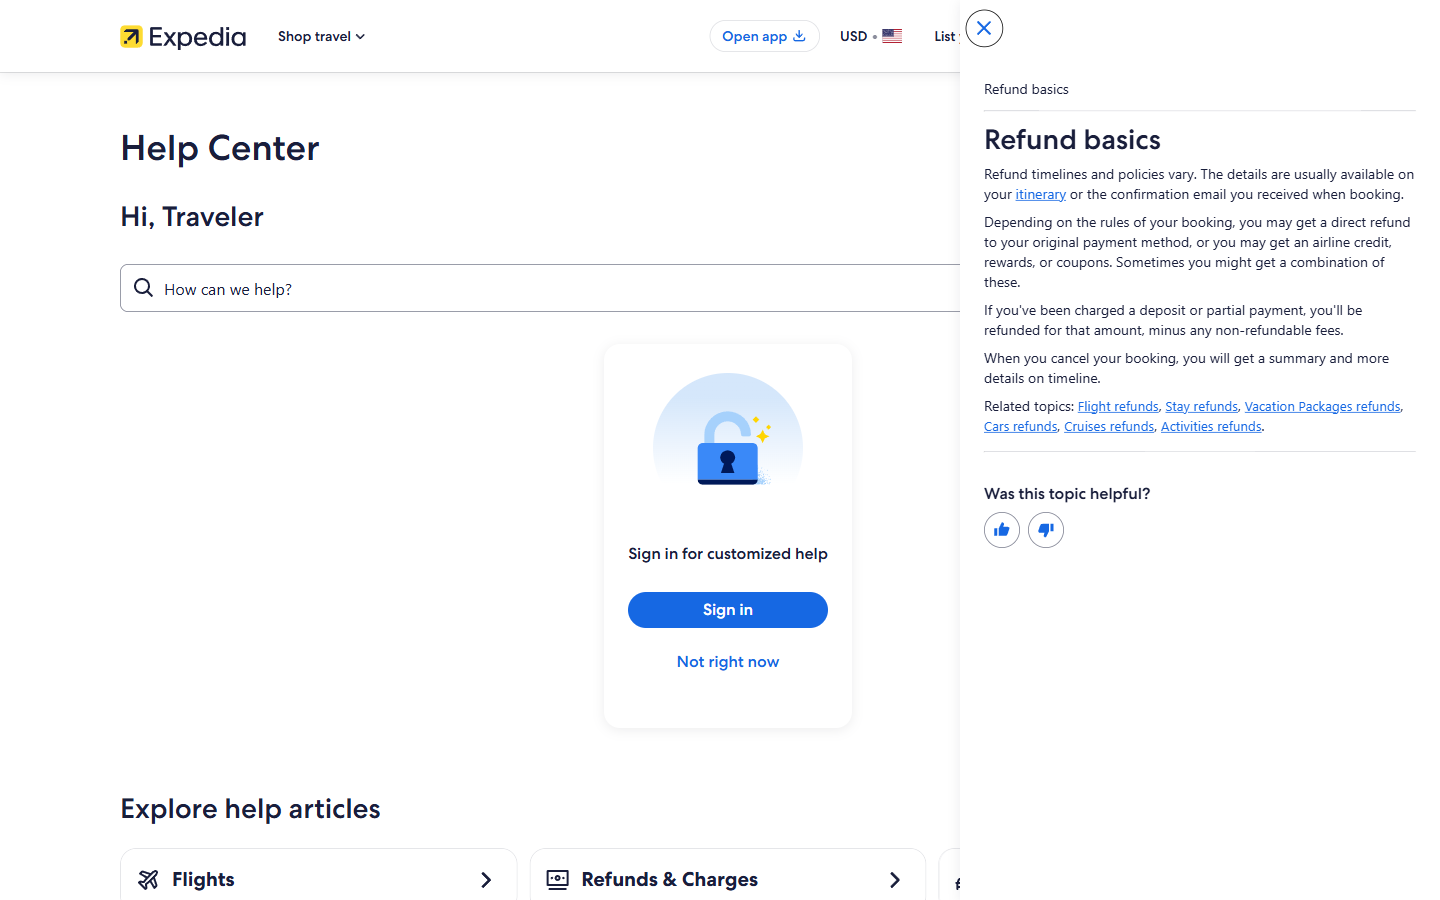 Expedia
Shop travel
Open app
USD
List
Help Center
Hi, Traveler
How can we help?
Sign in for customized help
Sign in
Not right now
Explore help articles
Flights
Refunds & Charges
Refund basics
Refund basics
Refund timelines and policies vary. The details are usually available on
your itinerary or the confirmation email you received when booking.
Depending on the rules of your booking, you may get a direct refund
to your original payment method, or you may get an airline credit,
rewards, or coupons. Sometimes you might get a combination of
these.
If you've been charged a deposit or partial payment, you'll be
refunded for that amount, minus any non-refundable fees.
When you cancel your booking, you will get a summary and more
details on timeline.
Related topics: Flight refunds, Stay refunds, Vacation Packages refunds,
Cars refunds, Cruises refunds, Activities refunds.
Was this topic helpful?